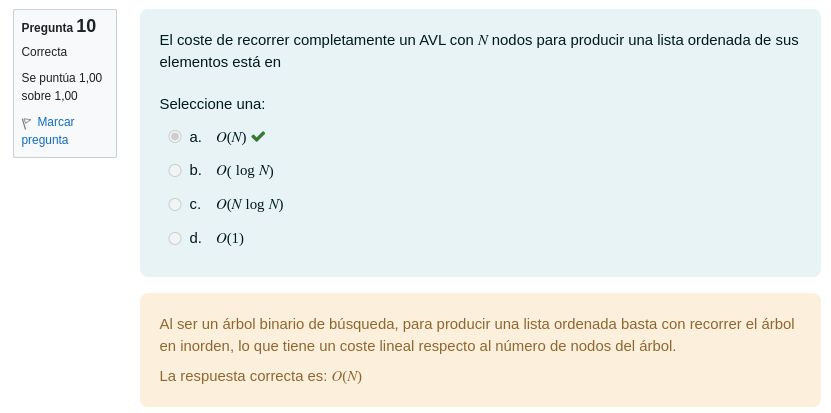 Pregunta 10
Correcta
Se puntúa 1,00
sobre 1,00
Marcar
pregunta
El coste de recorrer completamente un AVL con N nodos para producir una lista ordenada de sus
elementos está en
Seleccione una:
a. O(N)
b. O( log N)
c. O(N log N)
d. O(1)
Al ser un árbol binario de búsqueda, para producir una lista ordenada basta con recorrer el árbol
en inorden, lo que tiene un coste lineal respecto al número de nodos del árbol.
La respuesta correcta es: O(N)